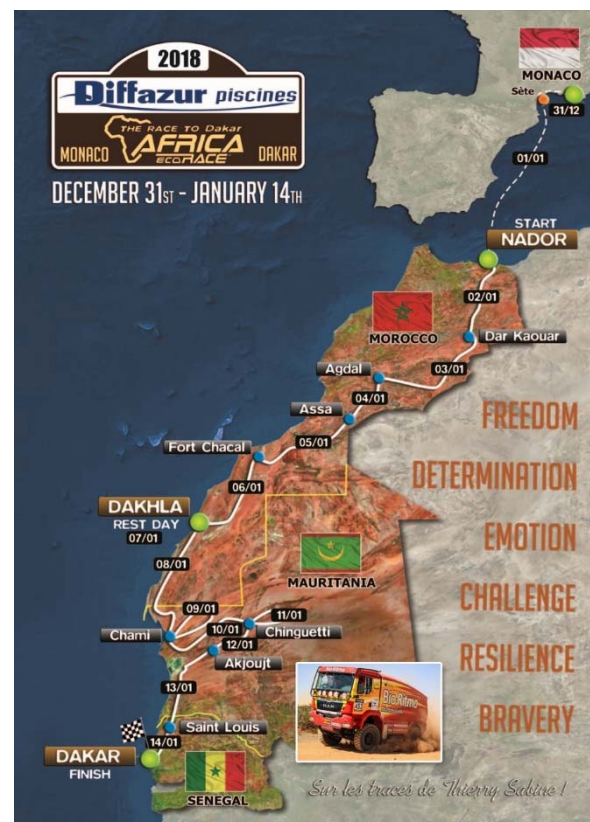 2018
Diffazur piscines
THE RACE TO Dakar
AFRICA
ECO RACE
MONACO
DAKAR
DECEMBER 31ST - JANUARY 14TH
MONACO
Sète
31/12
01/01
START
NADOR
02/01
MOROCCO
Dar Kaouar
Agdal
03/01
04/01
Assa
FREEDOM
05/01
Fort Chacal
DETERMINATION
06/01
DAKHLA
REST DAY
07/01
EMOTION
08/01
MAURITANIA
CHALLENGE
09/01
11/01
10/01
Chami
Chinguetti
12/01
Akjoujt
RESILIENCE
13/01
Bio Ritmo
MAN
BRAVERY
Saint Louis
14/01
DAKAR
FINISH
SENEGAL
Sur les traces de Thierry Sabine !